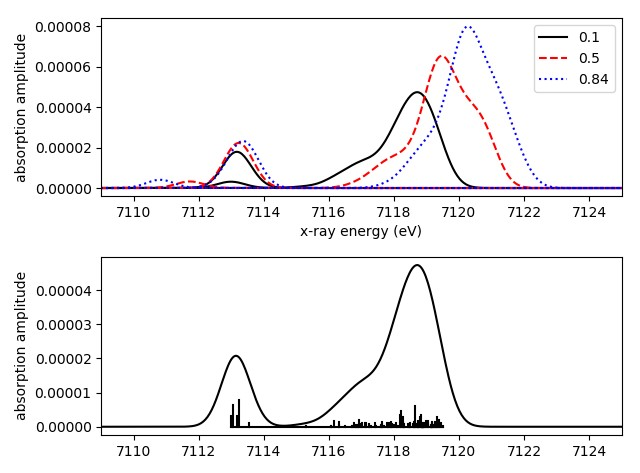 absorption amplitude
0.00008
0.00006
0.00004
0.00002
0.00000
0.1
0.5
0.84
7110 7112 7114 7116 7118 7120 7122 7124
x-ray energy (eV)
absorption amplitude
0.00004
0.00003
0.00002
0.00001
0.00000
7110 7112 7114 7116 7118 7120 7122 7124